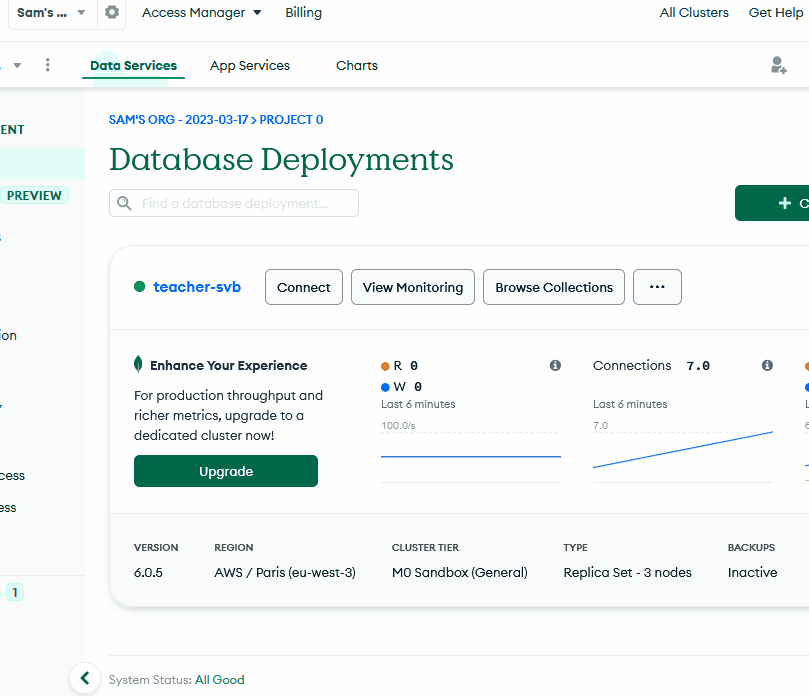 Sam's ... Access Manager Billing All Clusters Get Help
Data Services App Services Charts
ENT
SAM'S ORG - 2023-03-17 > PROJECT 0
Database Deployments
PREVIEW
Find a database deployment...
+ C
teacher-svb Connect View Monitoring Browse Collections ...
ion
Enhance Your Experience
For production throughput and
richer metrics, upgrade to a
dedicated cluster now!
Upgrade
R 0
W 0
Last 6 minutes
100.0/s
Connections 7.0
Last 6 minutes
7.0
cess
ess
VERSION REGION CLUSTER TIER TYPE BACKUPS
6.0.5 AWS / Paris (eu-west-3) M0 Sandbox (General) Replica Set - 3 nodes Inactive
1
System Status: All Good